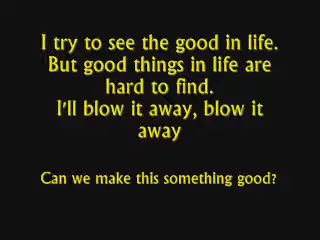 I try to see the good in life.
But good things in life are
hard to find.
I'll blow it away, blow it
away
Can we make this something good?